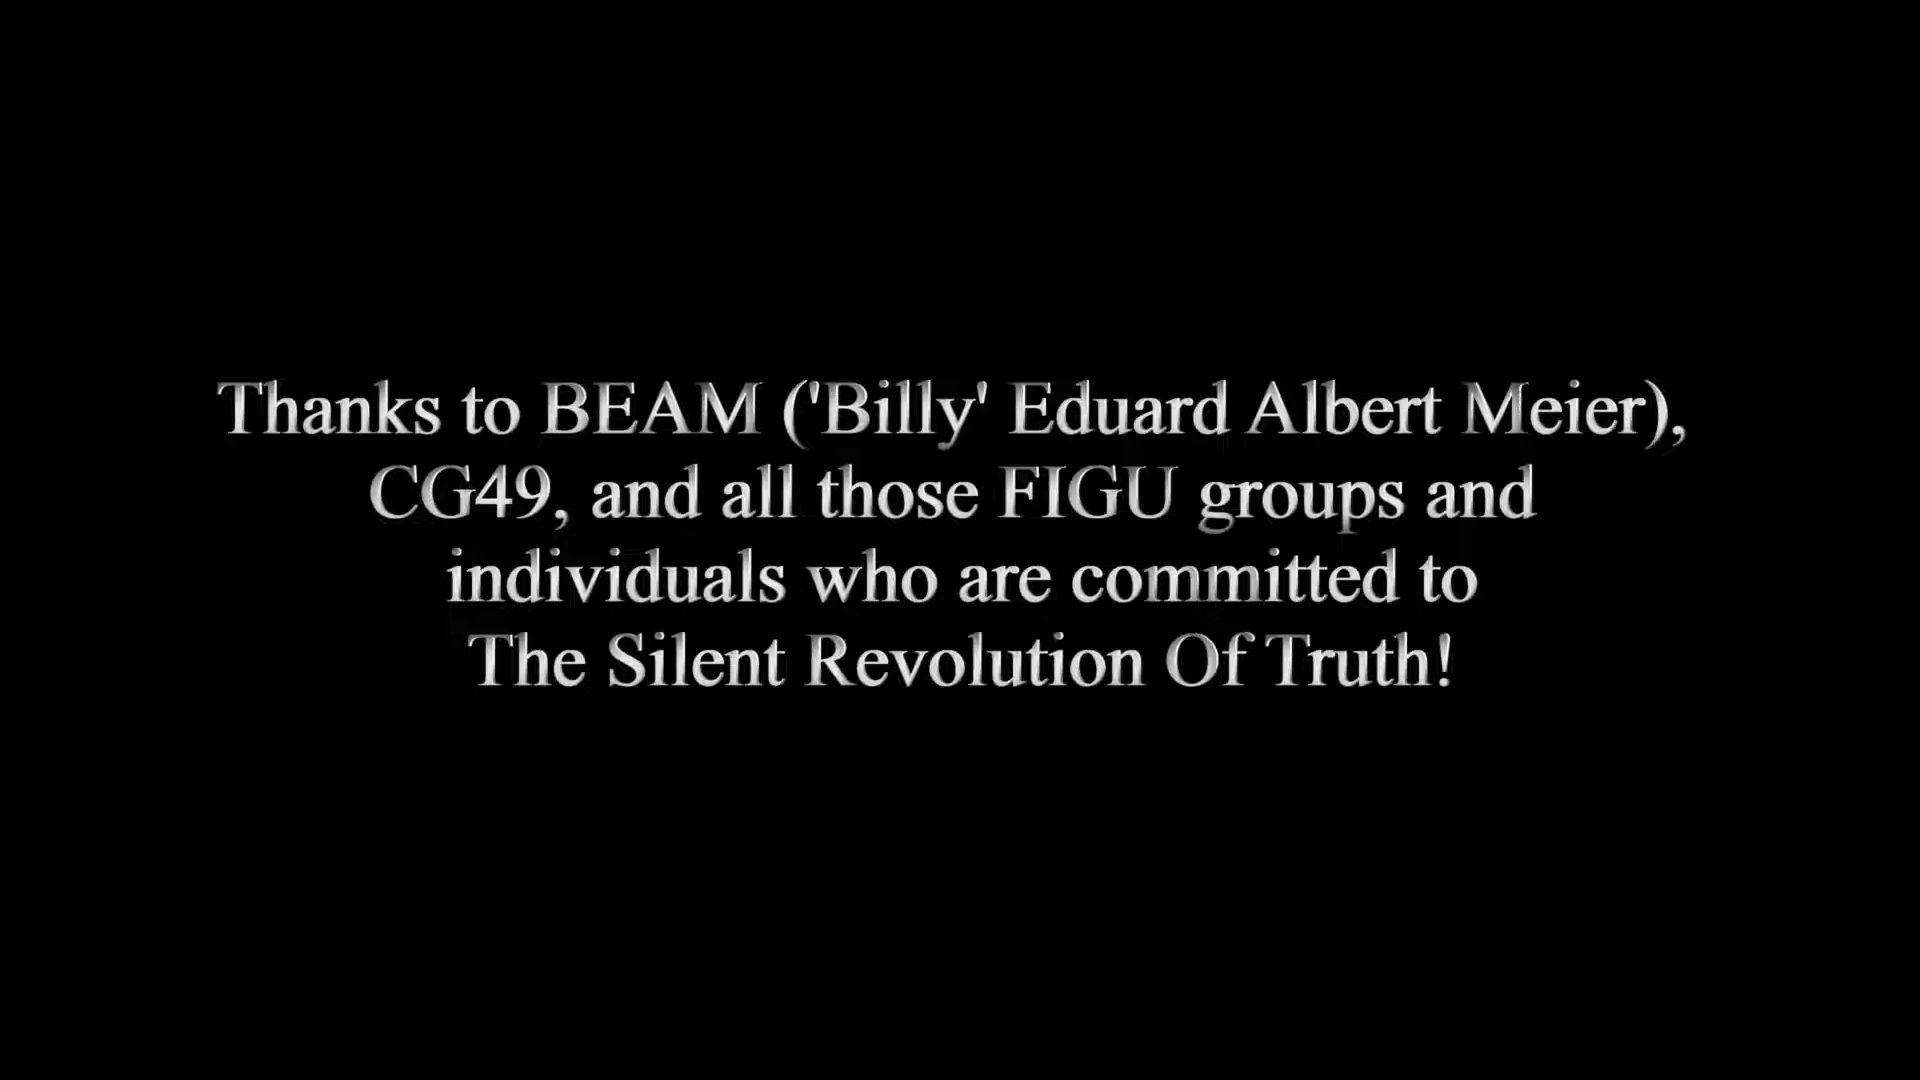 Thanks to BEAM ('Billy' Eduard Albert Meier),
CG49, and all those FIGU groups and
individuals who are committed to
The Silent Revolution Of Truth!